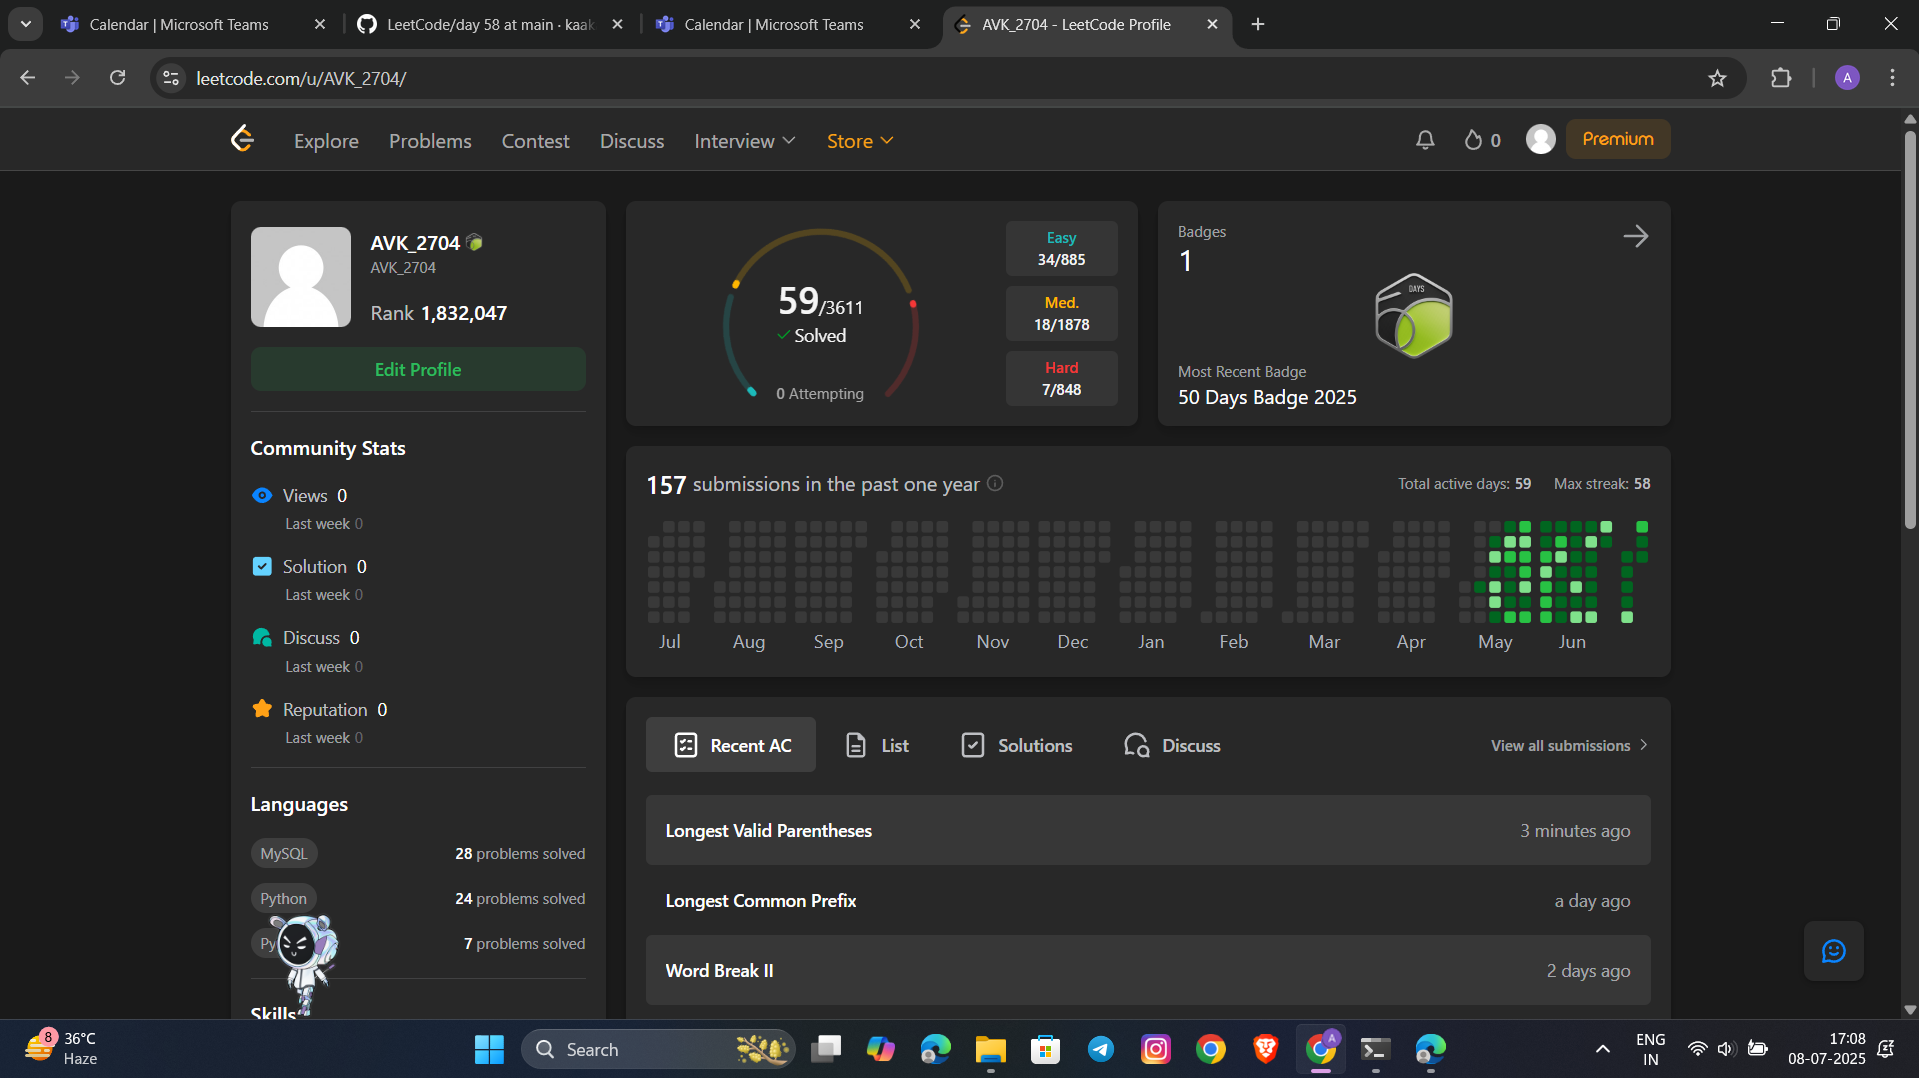 Calendar | Microsoft Teams
LeetCode/day 58 at main · kaak
Calendar | Microsoft Teams
AVK_2704 - LeetCode Profile
leetcode.com/u/AVK_2704/
A
Explore
Problems
Contest
Discuss
Interview
Store
0
Premium
AVK_2704
AVK_2704
Rank 1,832,047
Edit Profile
Community Stats
Views 0
Last week 0
Solution 0
Last week 0
Discuss 0
Last week 0
Reputation 0
Last week 0
Languages
MySQL
28 problems solved
Python
24 problems solved
Py
7 problems solved
Skills
59/3611
Solved
0 Attempting
Easy
34/885
Med.
18/1878
Hard
7/848
Badges
1
DAYS
Most Recent Badge
50 Days Badge 2025
157 submissions in the past one year
Total active days: 59
Max streak: 58
Jul
Aug
Sep
Oct
Nov
Dec
Jan
Feb
Mar
Apr
May
Jun
Recent AC
List
Solutions
Discuss
View all submissions
Longest Valid Parentheses
3 minutes ago
Longest Common Prefix
a day ago
Word Break II
2 days ago
8
36°C
Haze
Search
A
ENG
IN
17:08
08-07-2025